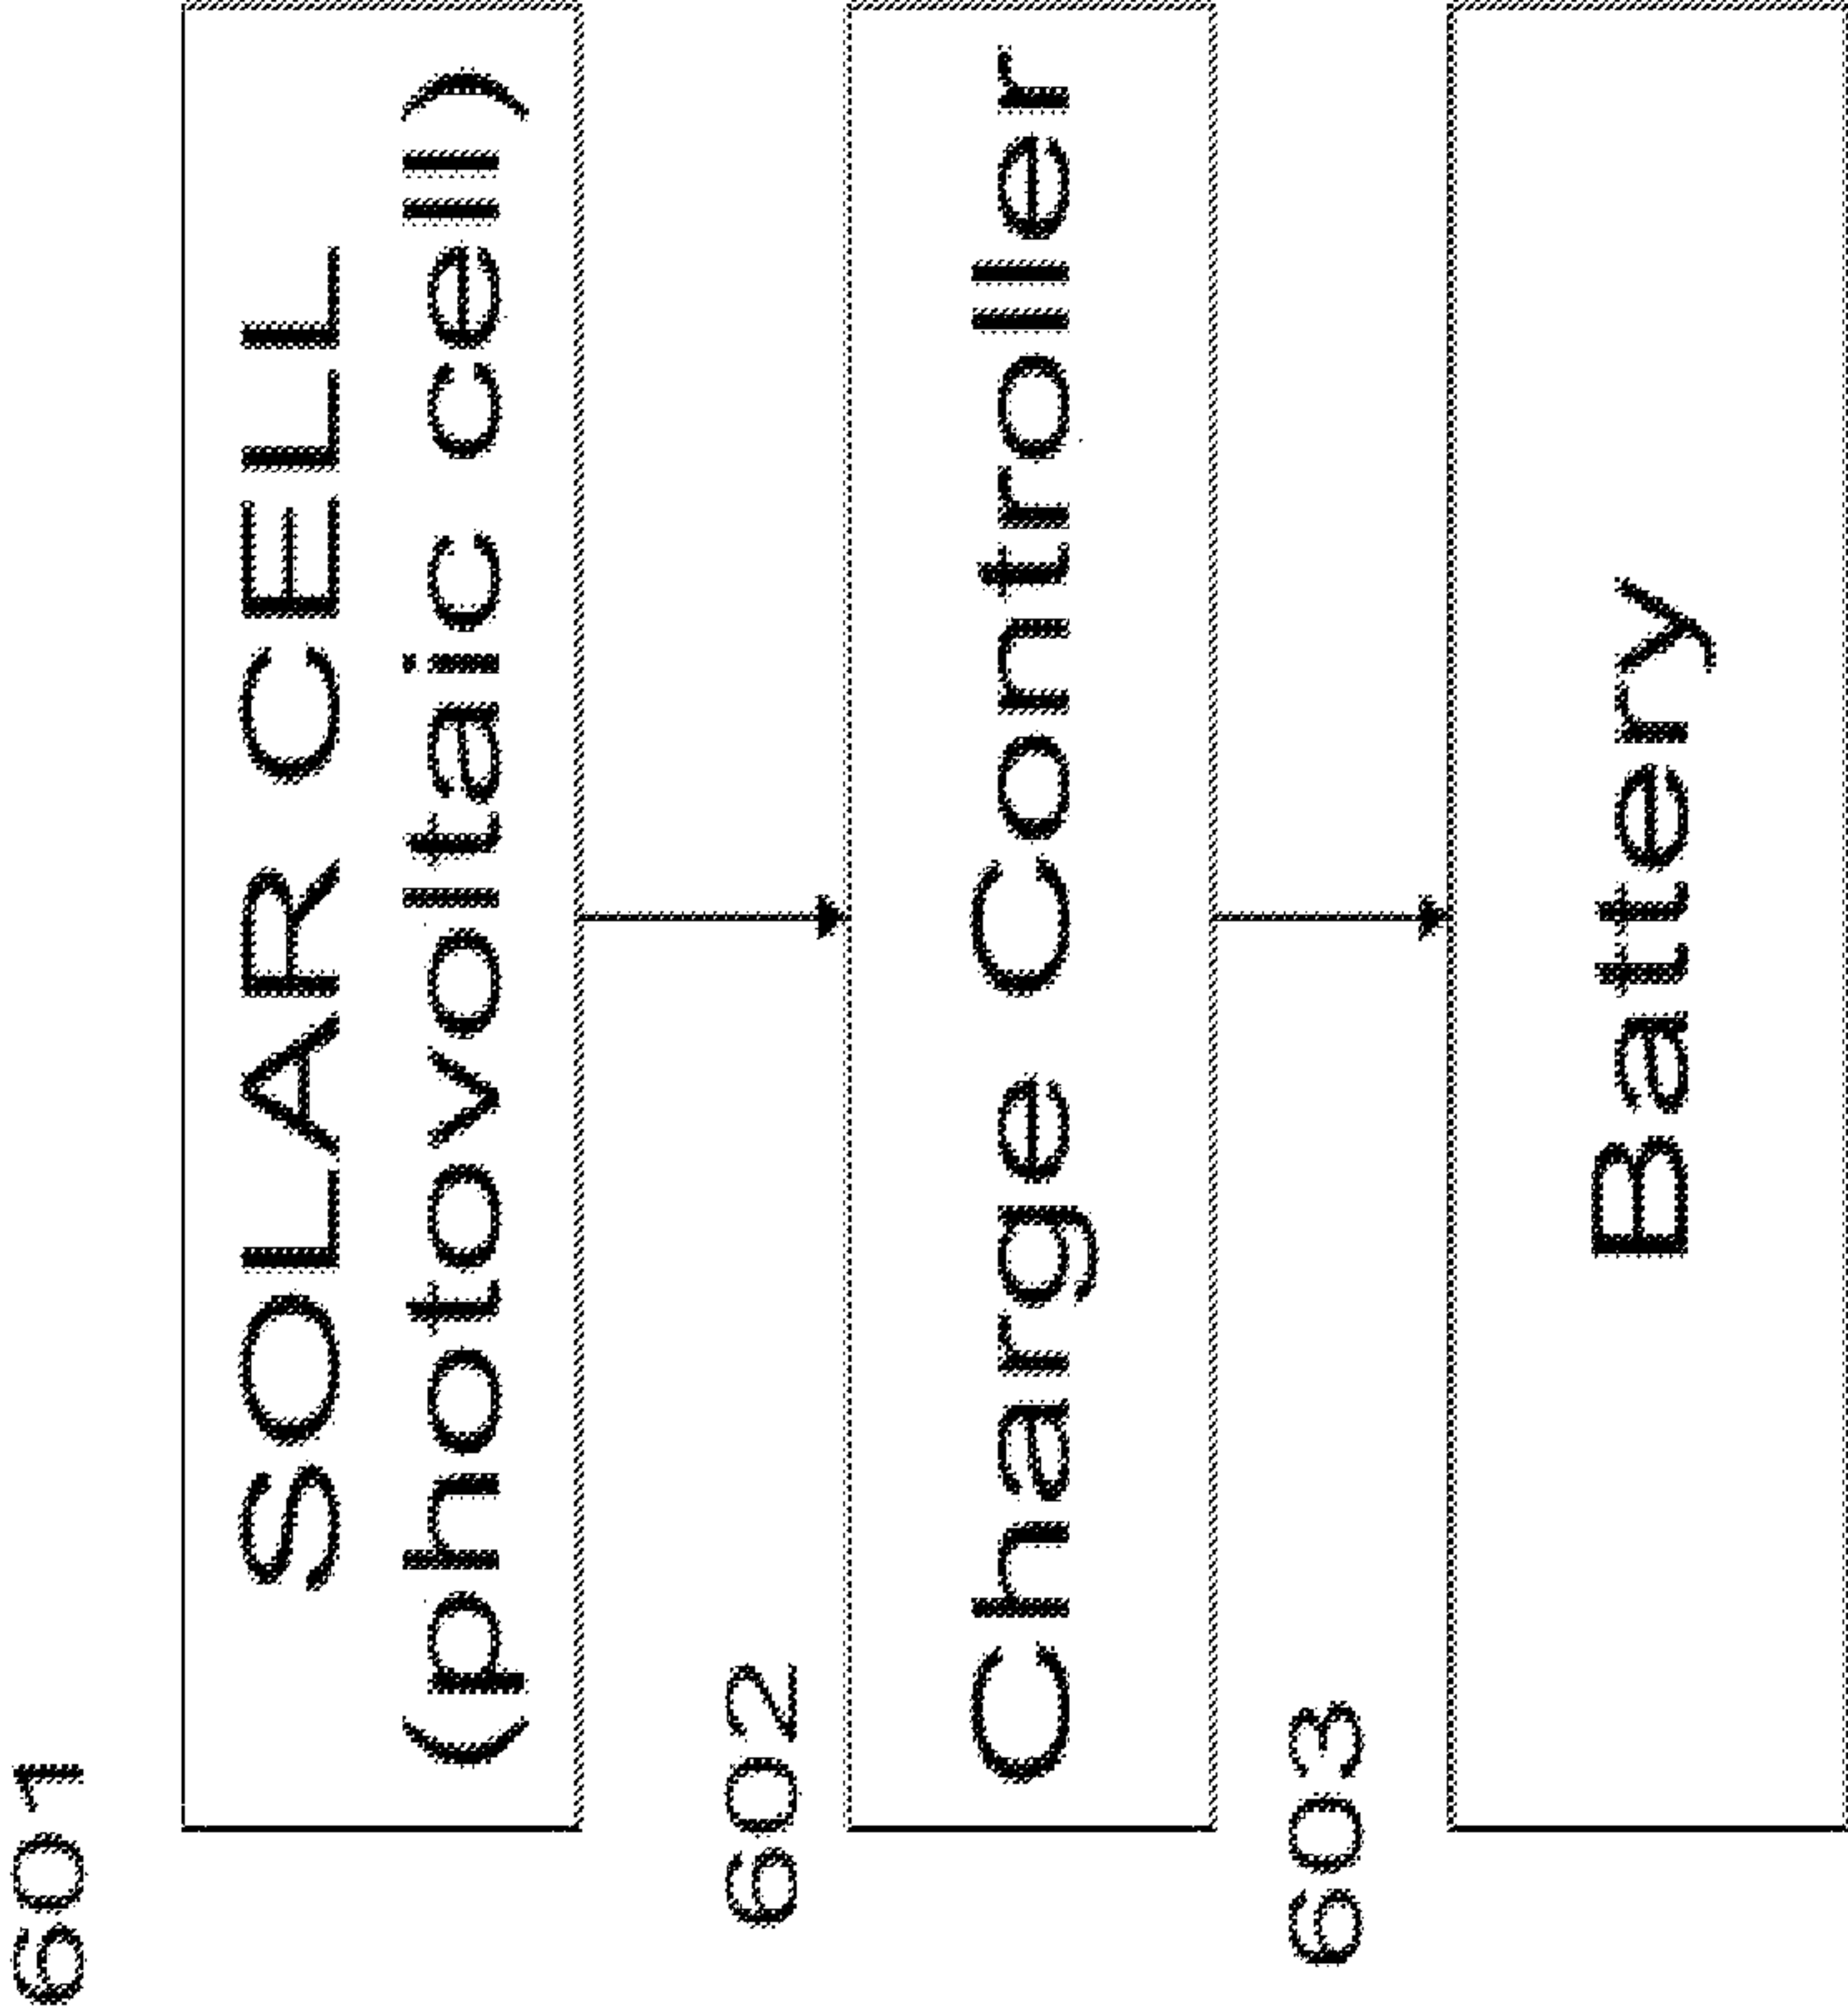 601
SOLAR CELL
(photovoltaic cell)
602
Charge Controller
603
Battery